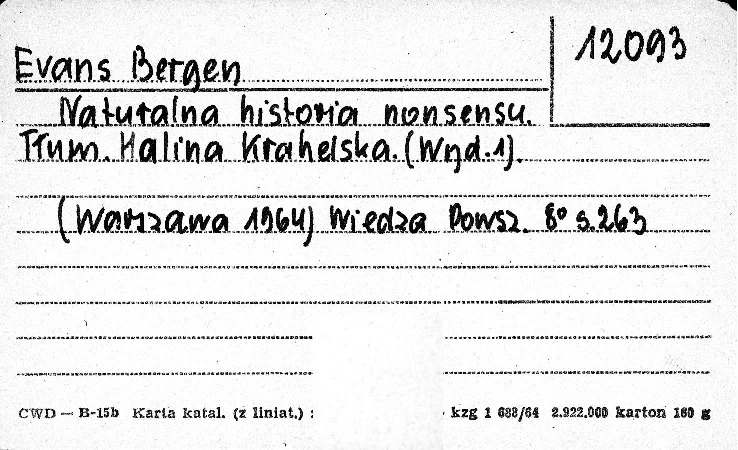 12093
Evans Bergen
Naturalna historia nonsensu.
Tłum. Halina Krahelska. (Wyd. 1).
(Warszawa 1964) Wiedza Powsz. 8° s. 263
CWD — B-15b Karta katal. (z liniat.) : kzg 1 688/64 2.922.000 karton 160 g